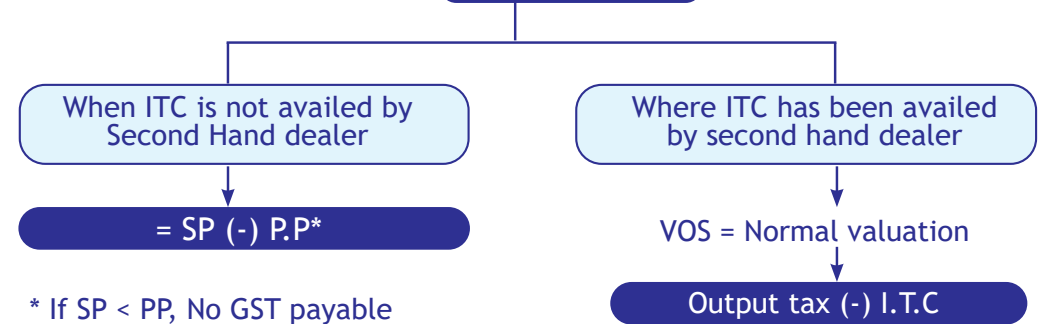 When ITC is not availed by
Second Hand dealer
= SP (-) P.P*
* If SP < PP, No GST payable
Where ITC has been availed
by second hand dealer
VOS = Normal valuation
Output tax (-) I.T.C